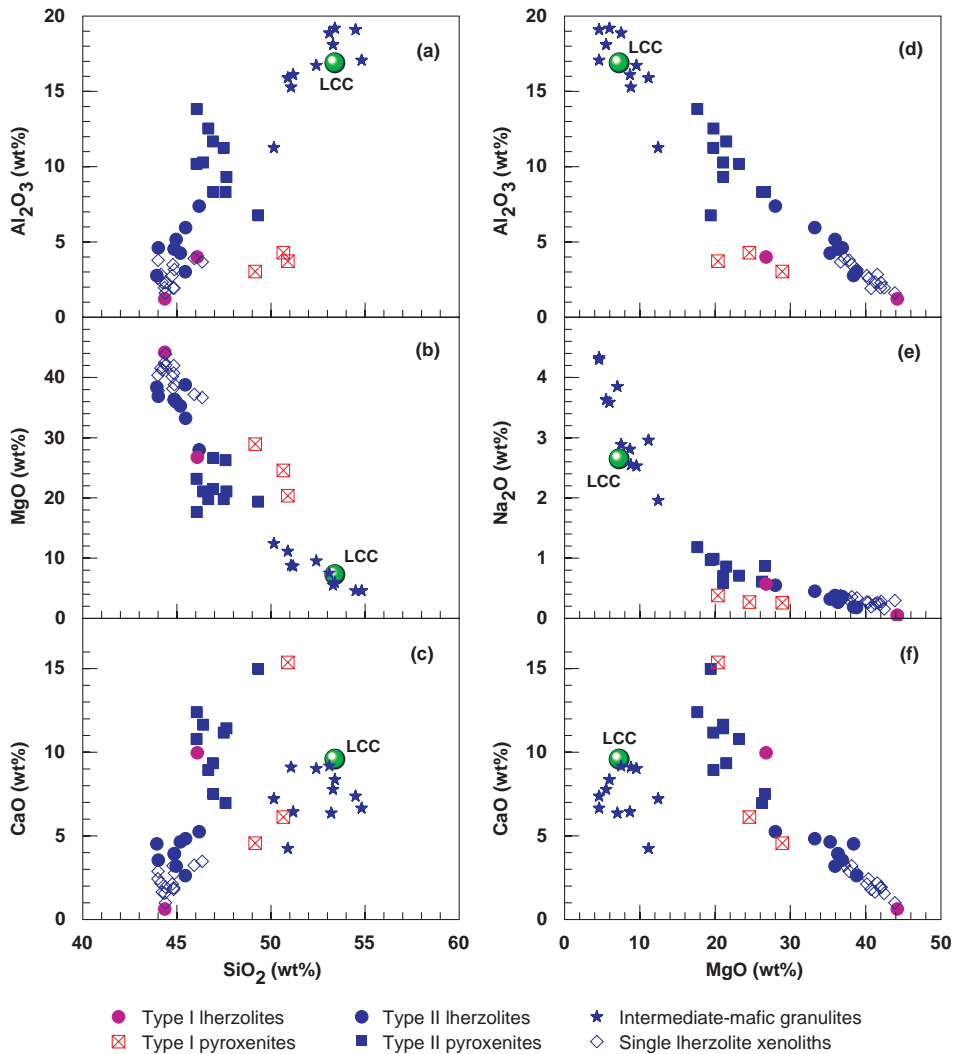 20
15
10
5
0
Al2O3 (wt%)
(a)
LCC
20
15
10
5
0
Al2O3 (wt%)
(d)
LCC
40
30
20
10
0
MgO (wt%)
(b)
LCC
4
3
2
1
0
Na2O (wt%)
(e)
LCC
15
10
5
0
CaO (wt%)
(c)
LCC
40 45 50 55 60
SiO2 (wt%)
15
10
5
0
CaO (wt%)
(f)
LCC
0 10 20 30 40 50
MgO (wt%)
Type I lherzolites
Type II lherzolites
Intermediate-mafic granulites
Type I pyroxenites
Type II pyroxenites
Single lherzolite xenoliths